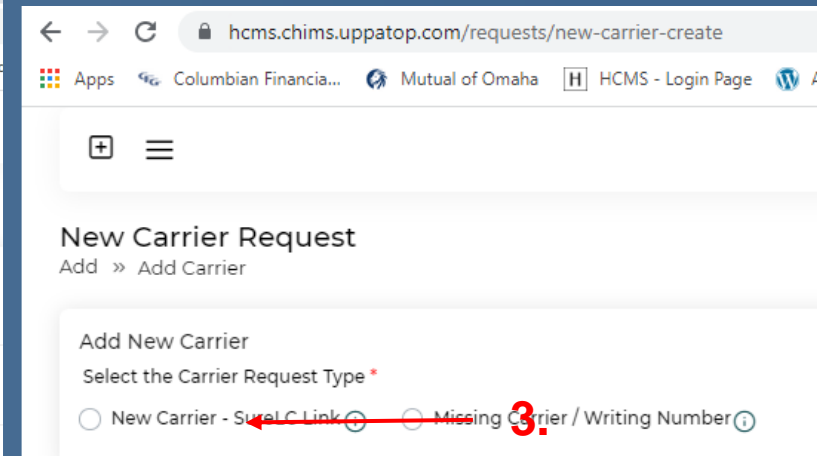 hcms.chims.uppatop.com/requests/new-carrier-create
Apps Columbian Financia... Mutual of Omaha H HCMS - Login Page
New Carrier Request
Add » Add Carrier
Add New Carrier
Select the Carrier Request Type *
New Carrier - SureLC Link Missing Carrier / Writing Number
3.